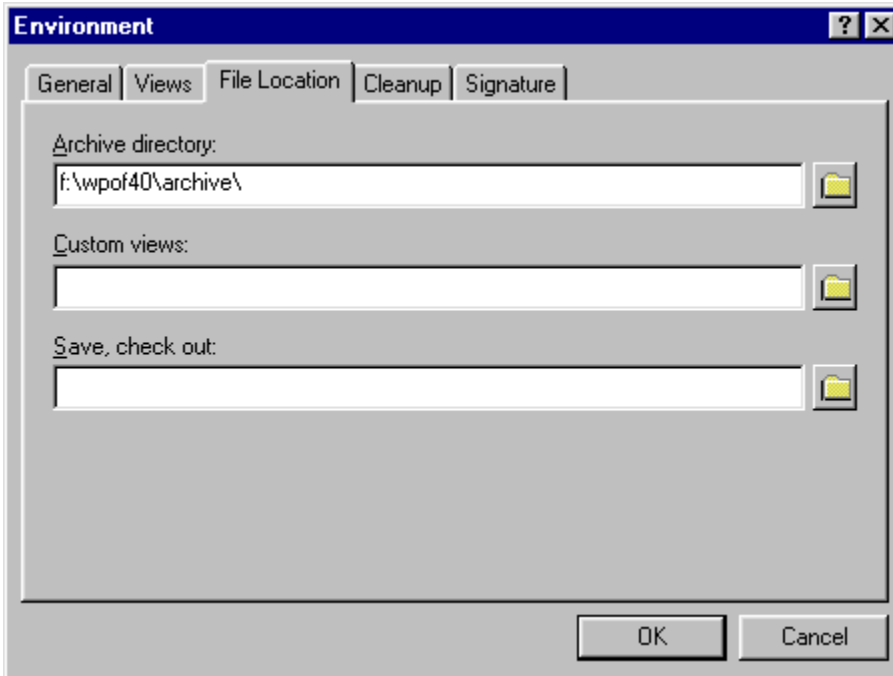 Environment
General Views File Location Cleanup Signature
Archive directory:
f:\wpof40\archive\
Custom views:
Save, check out:
OK Cancel